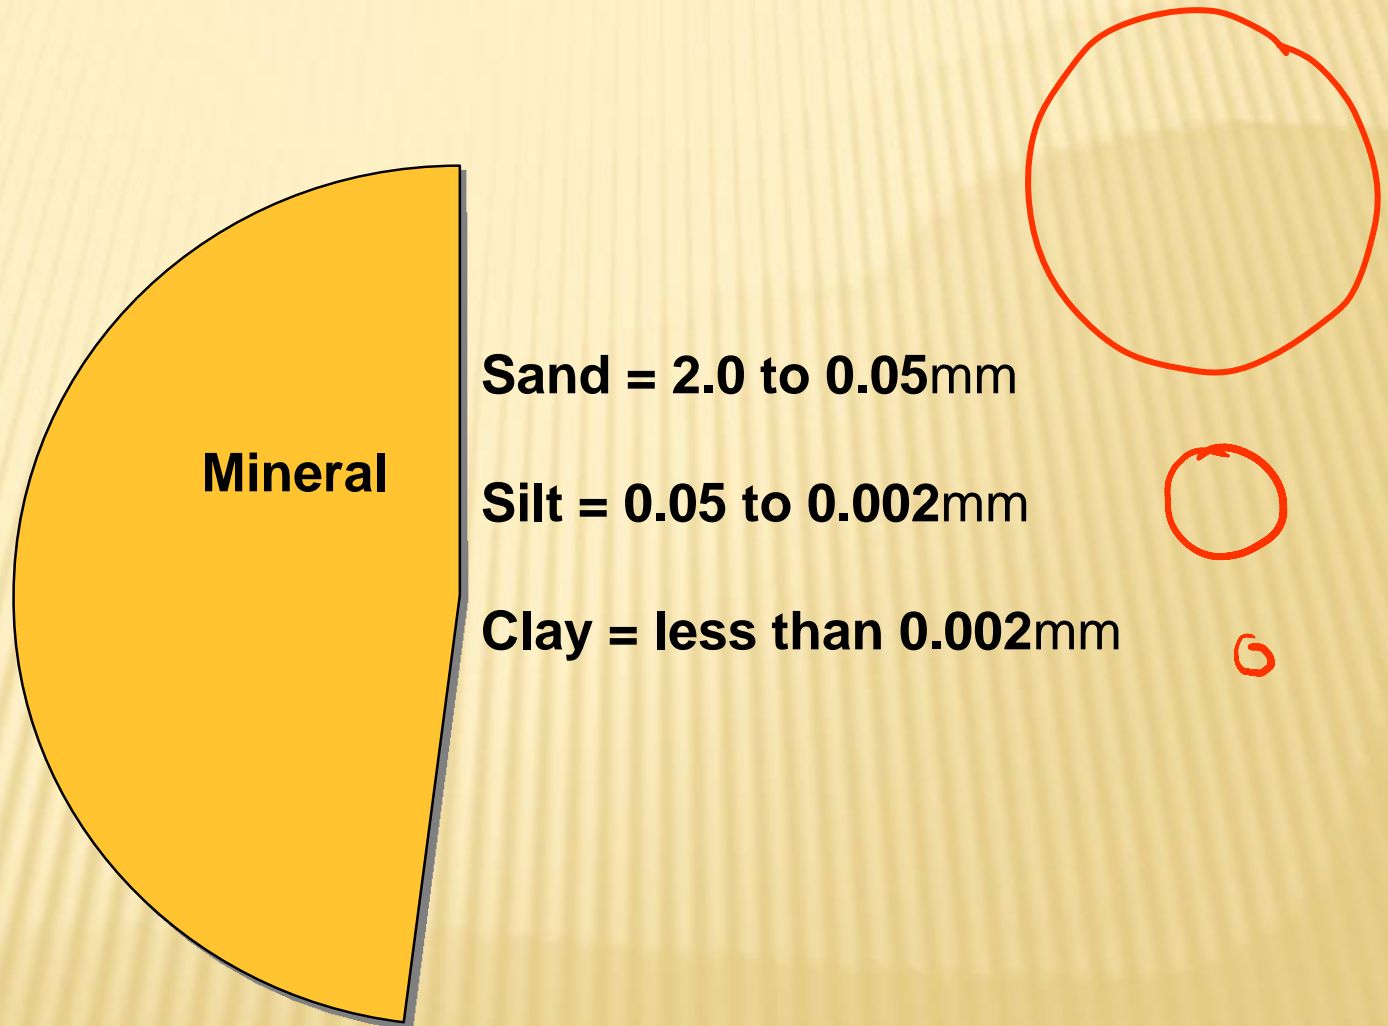 Sand = 2.0 to 0.05mm
Mineral
Silt = 0.05 to 0.002mm
Clay = less than 0.002mm